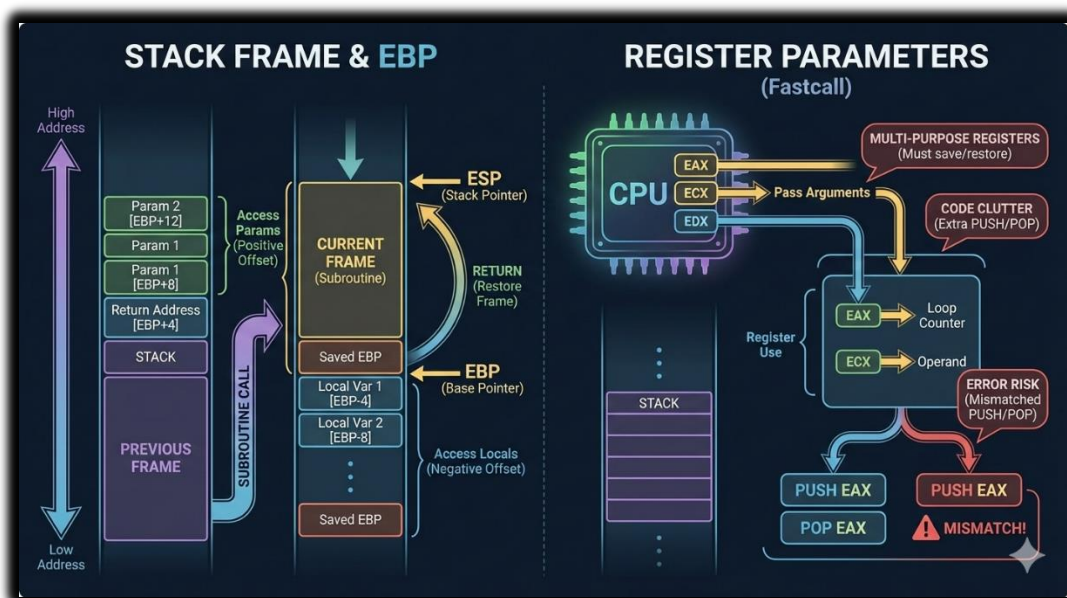 STACK FRAME & EBP
High
Address
Param 2
[EBP+12]
Param 1
Param 1
[EBP+8]
Return Address
[EBP+4]
STACK
PREVIOUS
FRAME
Low
Address
Access
Params
(Positive
Offset)
SUBROUTINE CALL
CURRENT
FRAME
(Subroutine)
Saved EBP
Local Var 1
[EBP-4]
Local Var 2
[EBP-8]
Saved EBP
ESP
(Stack Pointer)
RETURN
(Restore
Frame)
EBP
(Base Pointer)
Access Locals
(Negative Offset)
REGISTER PARAMETERS
(Fastcall)
CPU
EAX
ECX
EDX
Pass Arguments
MULTI-PURPOSE REGISTERS
(Must save/restore)
CODE CLUTTER
(Extra PUSH/POP)
Register
Use
EAX
Loop
Counter
ECX
Operand
ERROR RISK
(Mismatched
PUSH/POP)
STACK
PUSH EAX
POP EAX
PUSH EAX
MISMATCH!